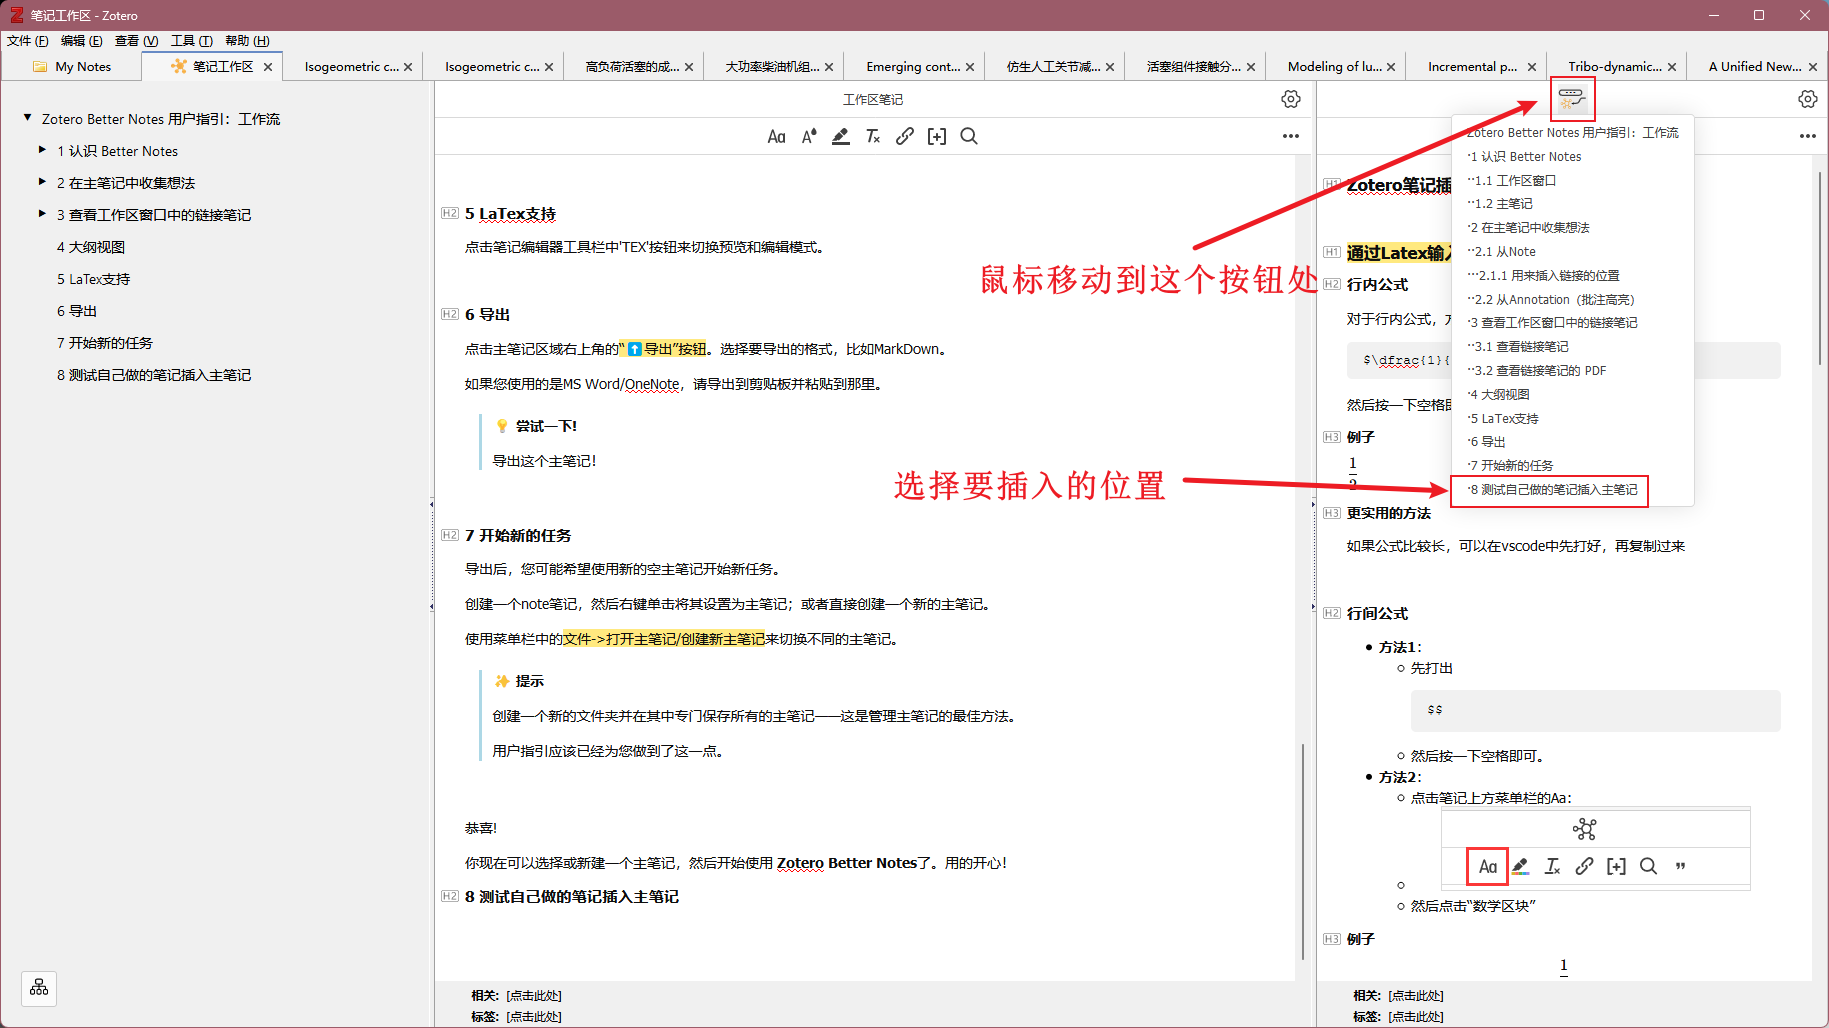 笔记工作区 - Zotero
文件 (F) 编辑 (E) 查看 (V) 工具 (T) 帮助 (H)
My Notes
笔记工作区
Isogeometric c...
Isogeometric c...
高负荷活塞的成...
大功率柴油机组...
Emerging cont...
仿生人工关节减...
活塞组件接触分...
Modeling of lu...
Incremental p...
Tribo-dynamic...
A Unified New...
Zotero Better Notes 用户指引：工作流
1 认识 Better Notes
2 在主笔记中收集想法
3 查看工作区窗口中的链接笔记
4 大纲视图
5 LaTex支持
6 导出
7 开始新的任务
8 测试自己做的笔记插入主笔记
工作区笔记
Aa
H2 5 LaTex支持
点击笔记编辑器工具栏中'TEX'按钮来切换预览和编辑模式。
H2 6 导出
点击主笔记区域右上角的“⬆️导出”按钮。选择要导出的格式，比如MarkDown。
如果您使用的是MS Word/OneNote，请导出到剪贴板并粘贴到那里。
💡 尝试一下!
导出这个主笔记!
H2 7 开始新的任务
导出后，您可能希望使用新的空主笔记开始新任务。
创建一个note笔记，然后右键单击将其设置为主笔记；或者直接创建一个新的主笔记。
使用菜单栏中的文件->打开主笔记/创建新主笔记来切换不同的主笔记。
✨ 提示
创建一个新的文件夹并在其中专门保存所有的主笔记——这是管理主笔记的最佳方法。
用户指引应该已经为您做到了这一点。
恭喜!
你现在可以选择或新建一个主笔记，然后开始使用 Zotero Better Notes了。用的开心!
H2 8 测试自己做的笔记插入主笔记
相关: [点击此处]
标签: [点击此处]
鼠标移动到这个按钮处
选择要插入的位置
Zotero Better Notes 用户指引：工作流
·1 认识 Better Notes
··1.1 工作区窗口
··1.2 主笔记
·2 在主笔记中收集想法
··2.1 从Note
···2.1.1 用来插入链接的位置
··2.2 从Annotation（批注高亮）
·3 查看工作区窗口中的链接笔记
··3.1 查看链接笔记
··3.2 查看链接笔记的 PDF
·4 大纲视图
·5 LaTex支持
·6 导出
·7 开始新的任务
·8 测试自己做的笔记插入主笔记
H1 Zotero笔记插
H1 通过Latex输入
H2 行内公式
对于行内公式，
$\dfrac{1}{
然后按一下空格
H3 例子
1
2
H3 更实用的方法
如果公式比较长，可以在vscode中先打好，再复制过来
H2 行间公式
方法1：
先打出
$$
然后按一下空格即可。
方法2：
点击笔记上方菜单栏的Aa：
Aa
然后点击“数学区块”
H3 例子
1
相关: [点击此处]
标签: [点击此处]